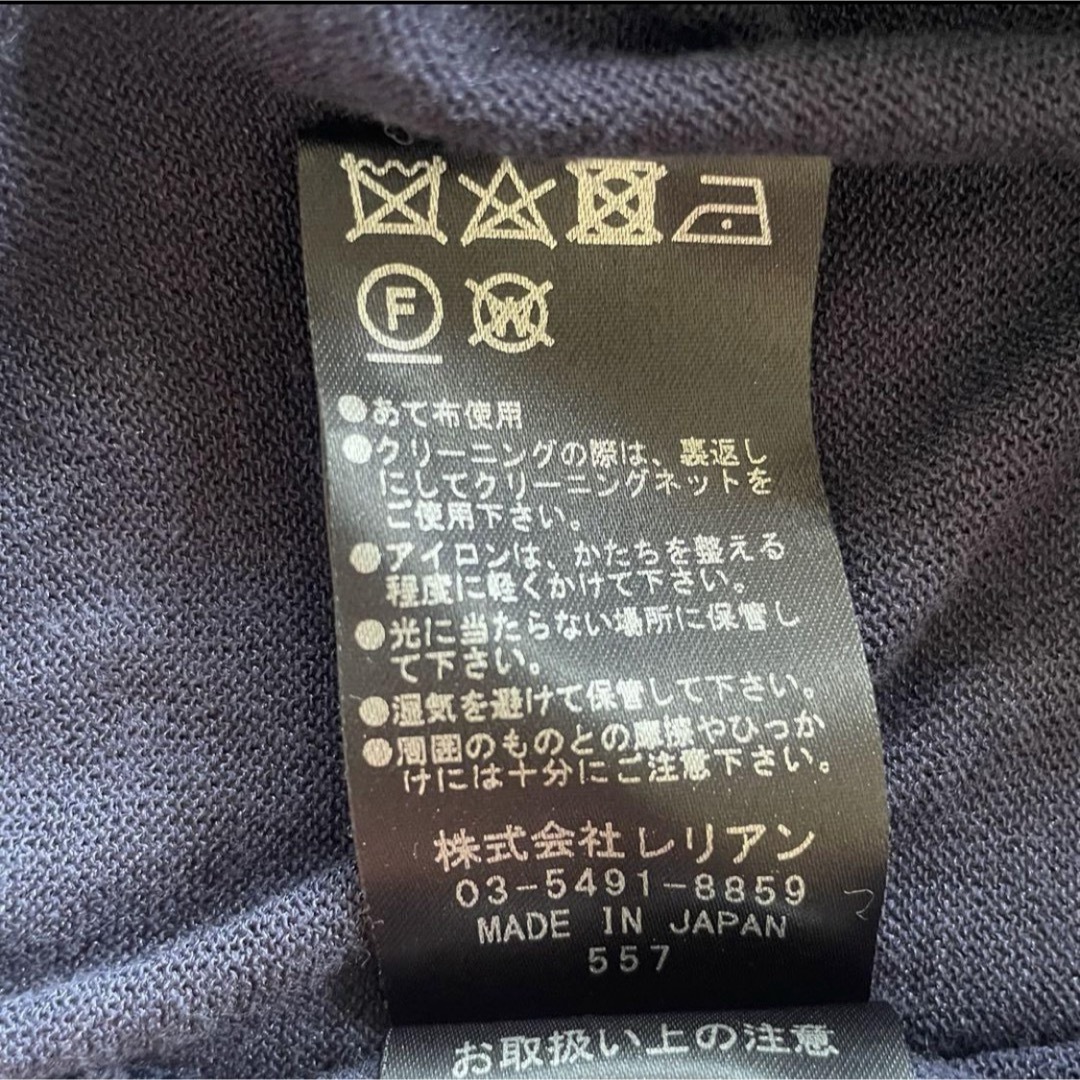 F
W
●あて布使用
●クリーニングの際は、裏返し
にしてクリーニングネットを
ご使用下さい。
●アイロンは、かたちを整える
程度に軽くかけて下さい。
●光に当たらない場所に保管し
て下さい。
●湿気を避けて保管して下さい。
●周囲のものとの摩擦やひっか
けには十分にご注意下さい。
株式会社レリアン
03-5491-8859
MADE IN JAPAN
557
お取扱い上の注意